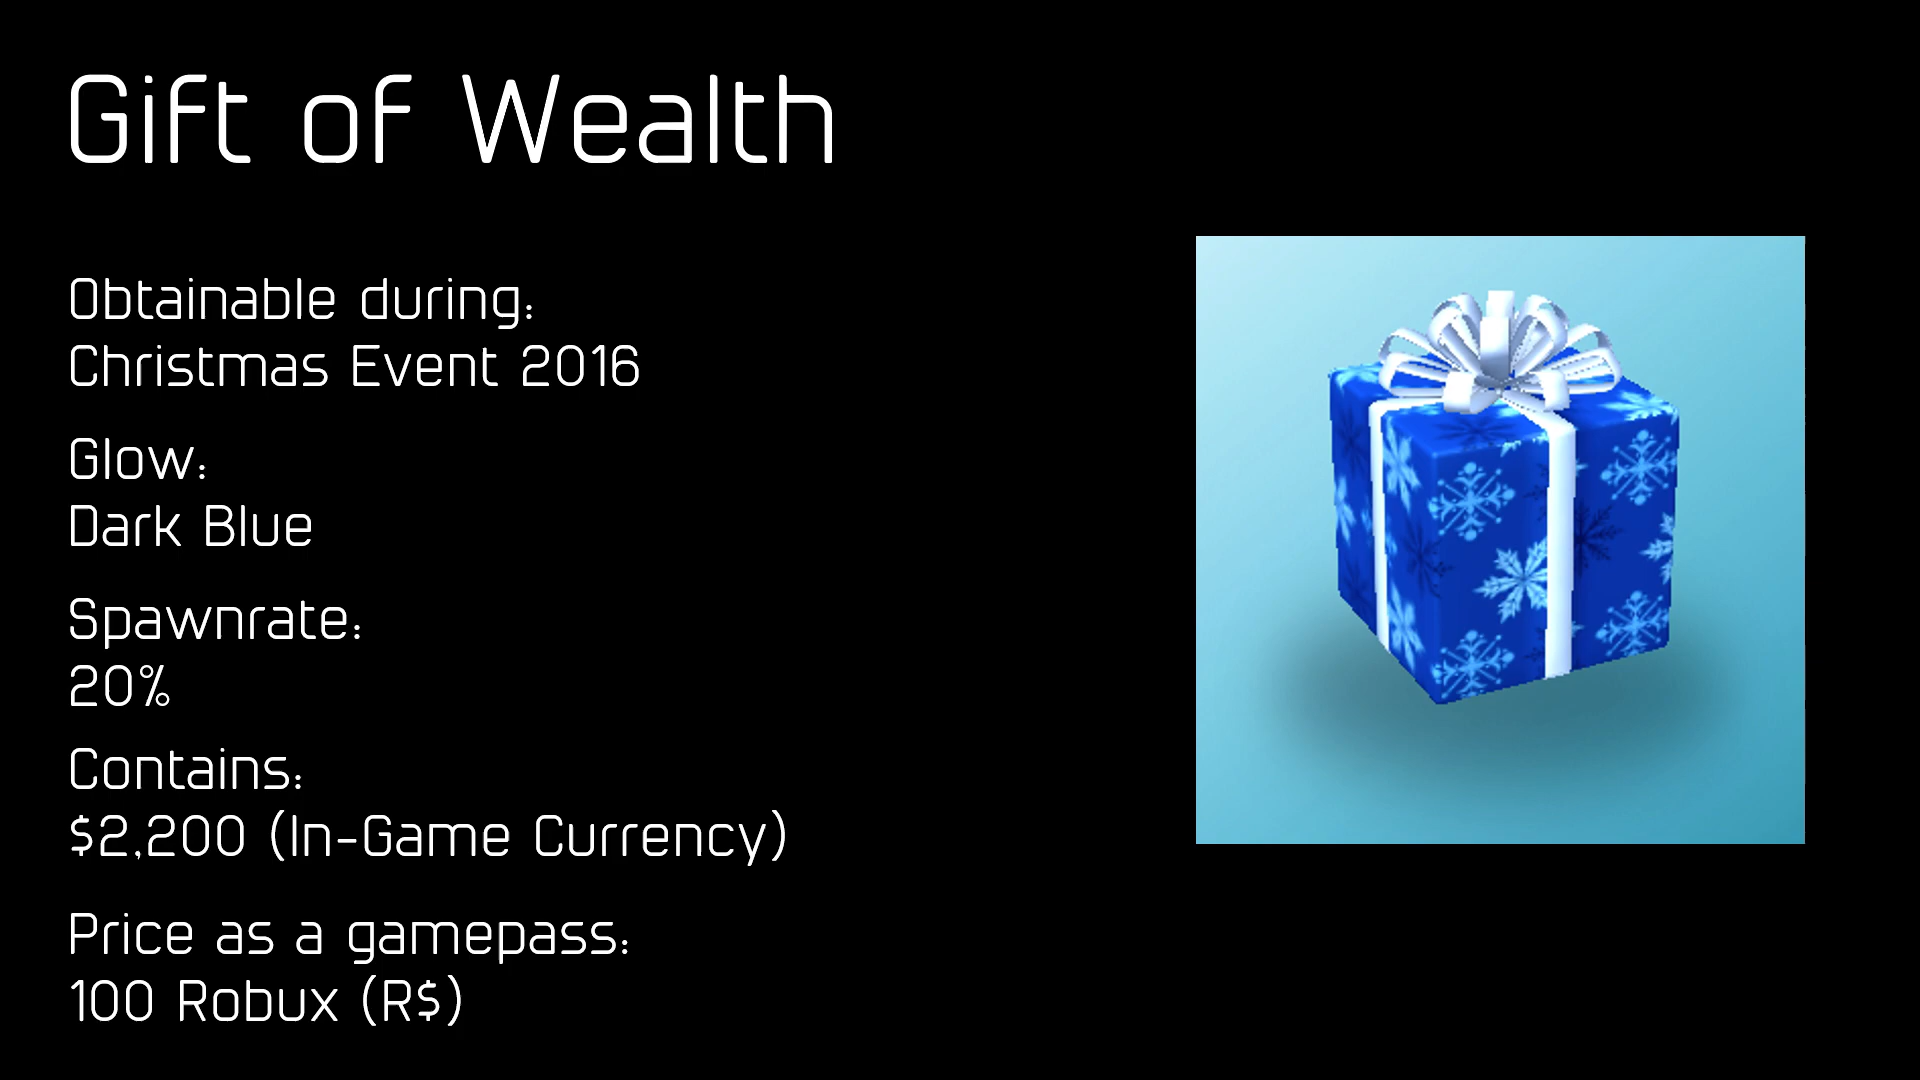 Gift of Wealth
Obtainable during:
Christmas Event 2016
Glow:
Dark Blue
Spawnrate:
20%
Contains:
$2,200 (In-Game Currency)
Price as a gamepass:
100 Robux (R$)